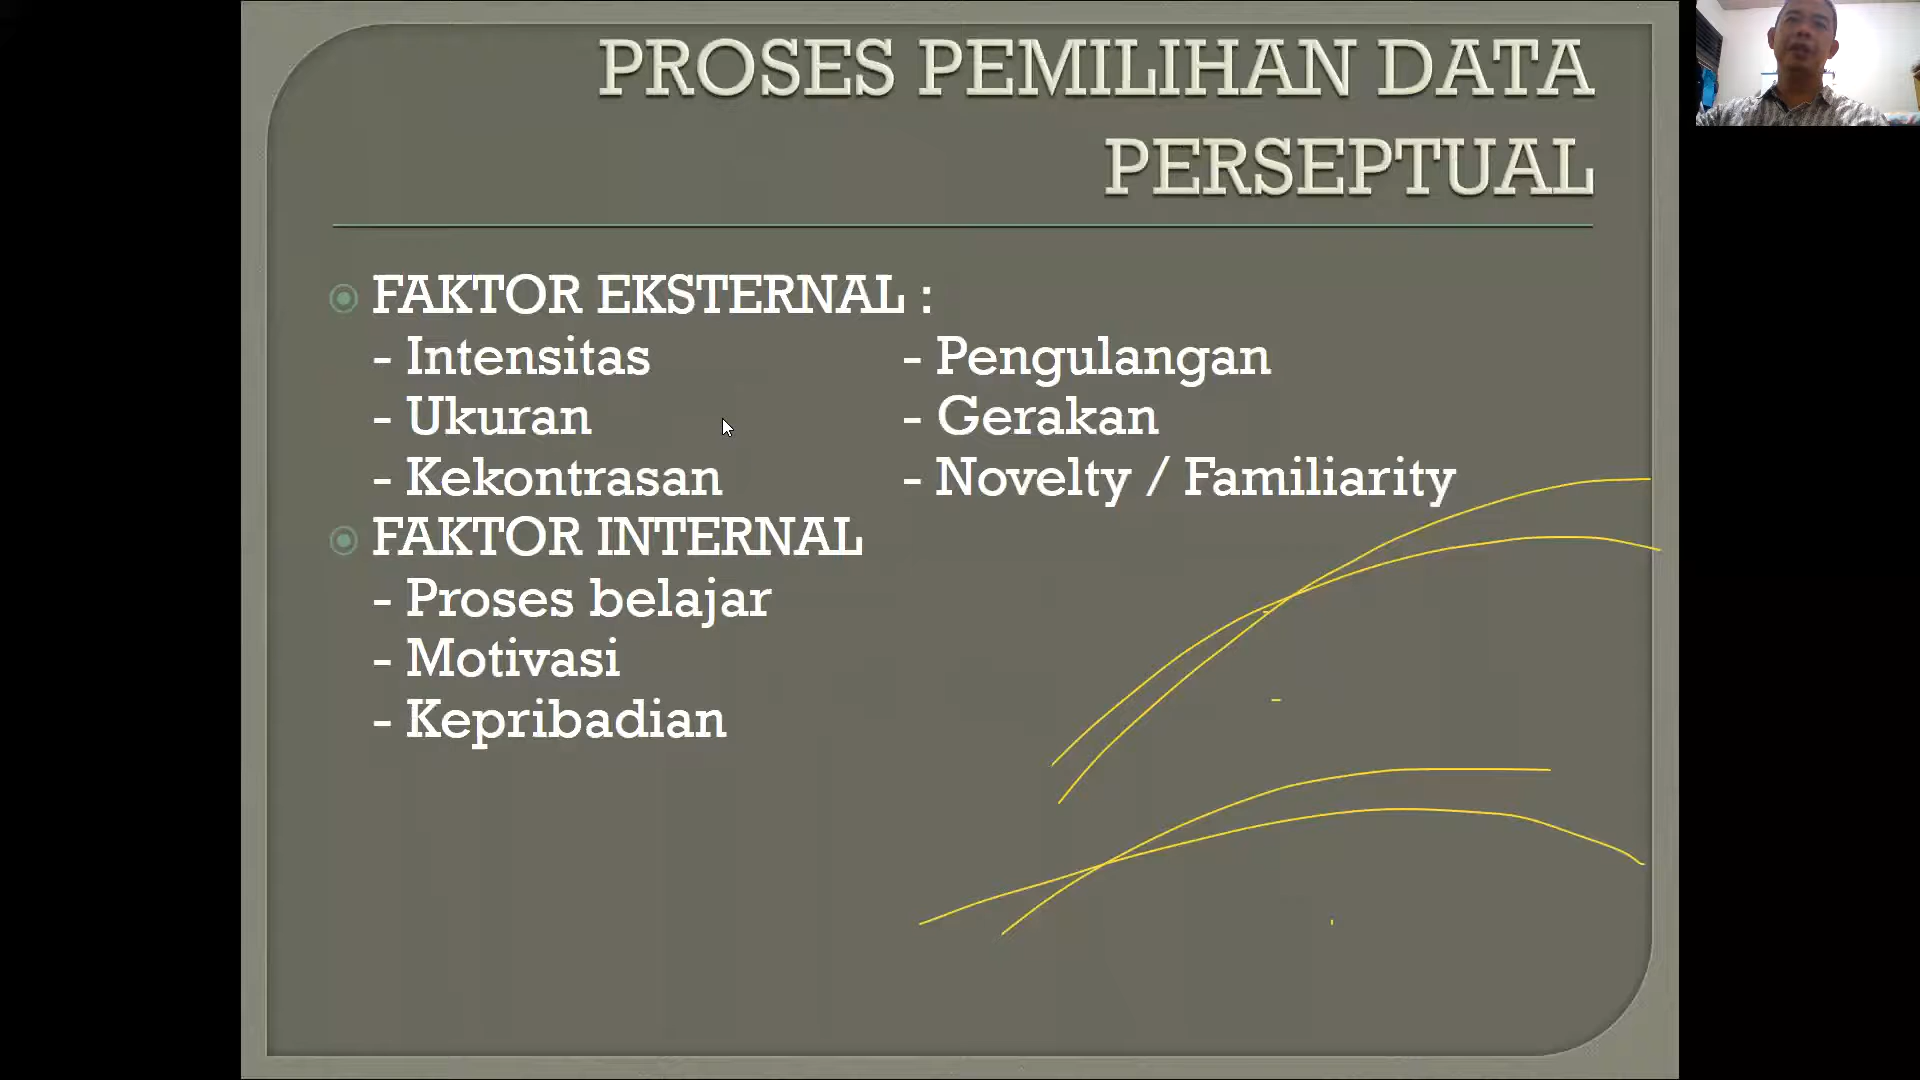 PROSES PEMILIHAN DATA
PERSEPTUAL
FAKTOR EKSTERNAL :
- Intensitas - Pengulangan
- Ukuran - Gerakan
- Kekontrasan - Novelty / Familiarity
FAKTOR INTERNAL
- Proses belajar
- Motivasi
- Kepribadian